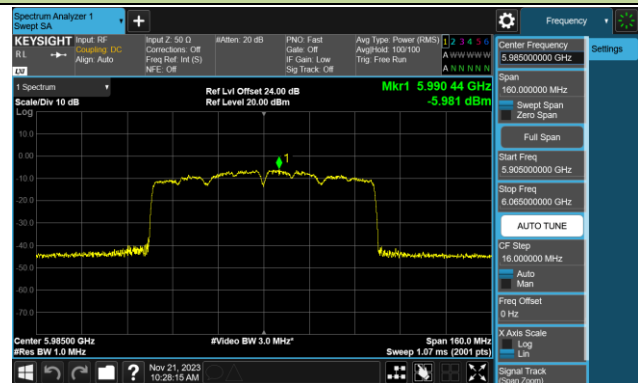 Spectrum Analyzer 1
Swept SA
+
Frequency
KEYSIGHT
Input: RF
Input Z: 50 Ω
#Atten: 20 dB
PNO: Fast
Avg Type: Power (RMS)
1 2 3 4 5 6
RL
Coupling: DC
Corrections: Off
Gate: Off
Avg|Hold: 100/100
A W W W W W
Align: Auto
Freq Ref: Int (S)
IF Gain: Low
Trig: Free Run
NFE: Off
Sig Track: Off
A N N N N N
LXI
1 Spectrum
Scale/Div 10 dB
Ref Lvl Offset 24.00 dB
Ref Level 20.00 dBm
Mkr1 5.990 44 GHz
-5.981 dBm
Log
10.0
0.00
-10.0
-20.0
-30.0
-40.0
-50.0
-60.0
-70.0
1
Center 5.98500 GHz
#Video BW 3.0 MHz*
Span 160.0 MHz
#Res BW 1.0 MHz
Sweep 1.07 ms (2001 pts)
?
Nov 21, 2023
10:28:15 AM
Center Frequency
5.985000000 GHz
Settings
Span
160.000000 MHz
Swept Span
Zero Span
Full Span
Start Freq
5.905000000 GHz
Stop Freq
6.065000000 GHz
AUTO TUNE
CF Step
16.000000 MHz
Auto
Man
Freq Offset
0 Hz
X Axis Scale
Log
Lin
Signal Track
(Span Zoom)